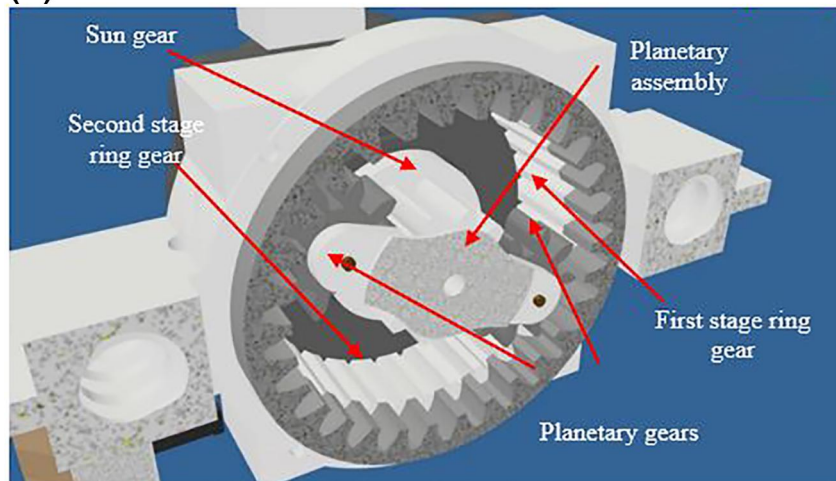 Sun gear
Planetary
assembly
Second stage
ring gear
First stage ring
gear
Planetary gears